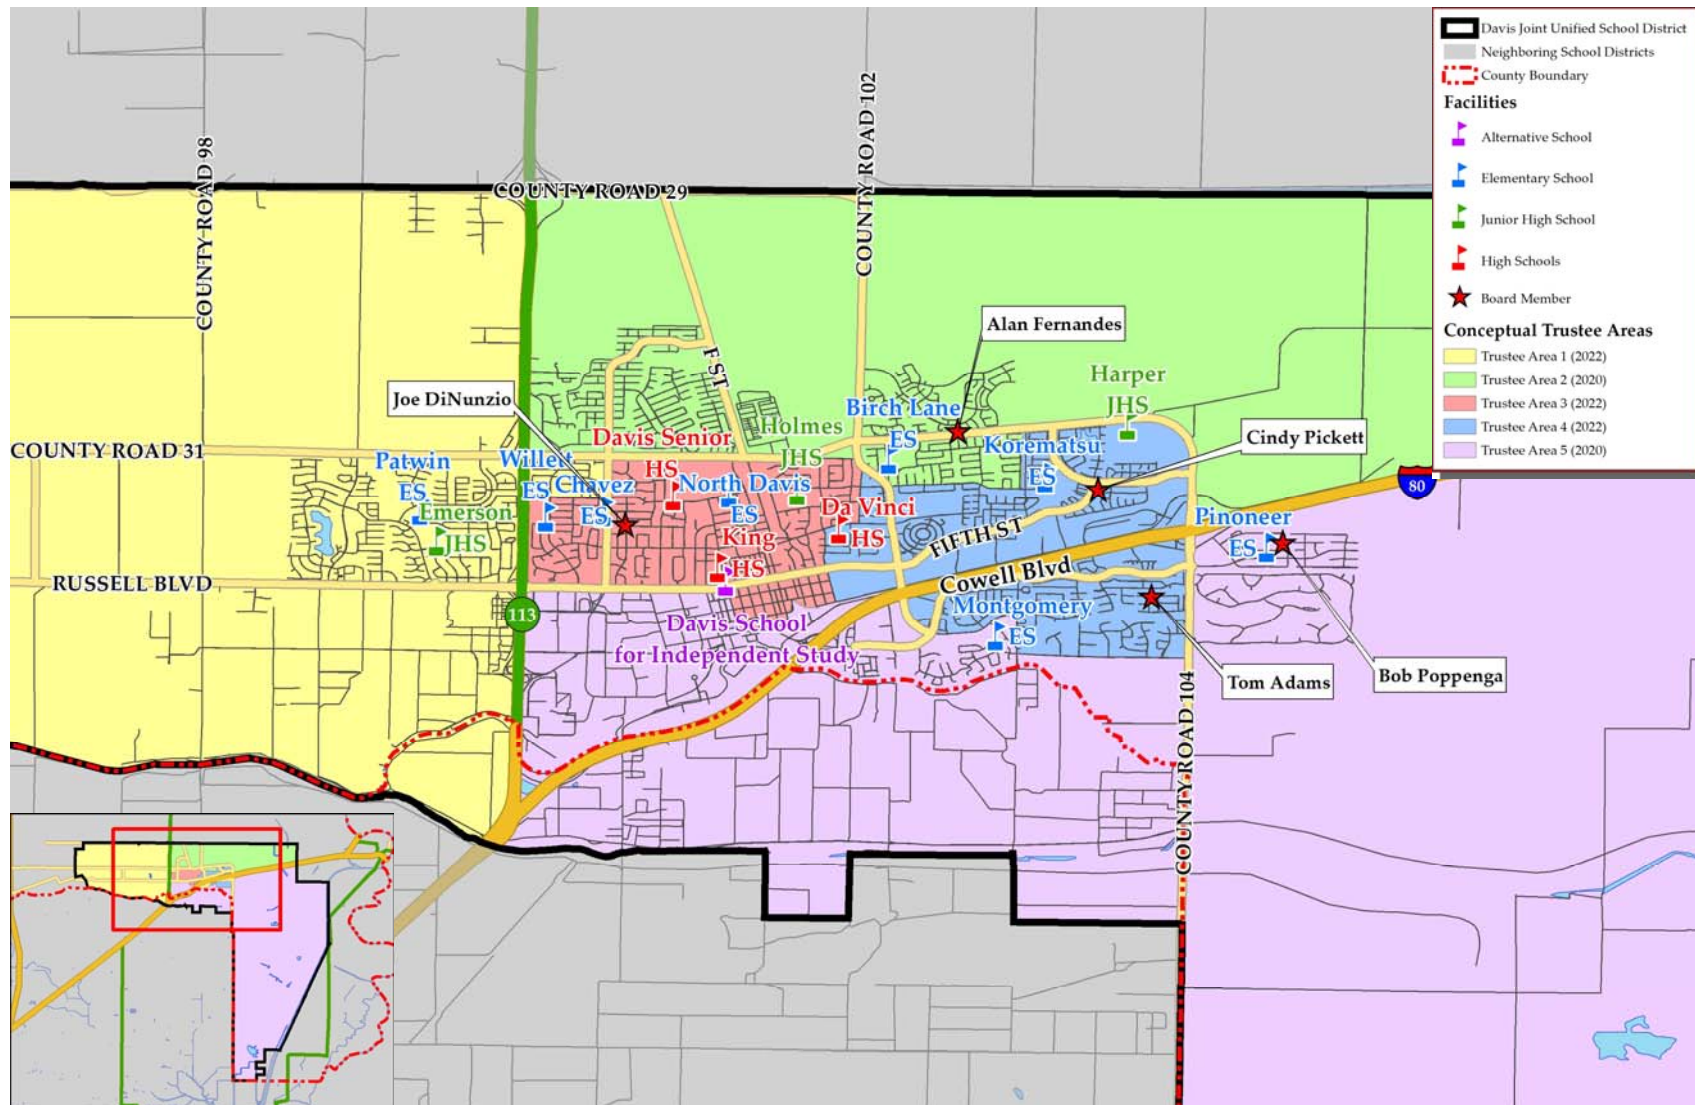 Davis Joint Unified School District
Neighboring School Districts
County Boundary
Facilities
Alternative School
Elementary School
Junior High School
High Schools
Board Member
Conceptual Trustee Areas
Trustee Area 1 (2022)
Trustee Area 2 (2020)
Trustee Area 3 (2022)
Trustee Area 4 (2022)
Trustee Area 5 (2020)
COUNTY ROAD 98
COUNTY ROAD 29
COUNTY ROAD 102
F ST
Alan Fernandes
Joe DiNunzio
Harper
JHS
Birch Lane
ES
Holmes
JHS
Cindy Pickett
Korematsu
ES
COUNTY ROAD 31
Davis Senior
HS
Patwin
ES
Willett
ES
Chavez
ES
North Davis
ES
80
Emerson
JHS
Da Vinci
HS
Pinoneer
ES
King
HS
FIFTH ST
Cowell Blvd
RUSSELL BLVD
113
Montgomery
ES
Davis School
for Independent Study
Tom Adams
Bob Poppenga
COUNTY ROAD 104